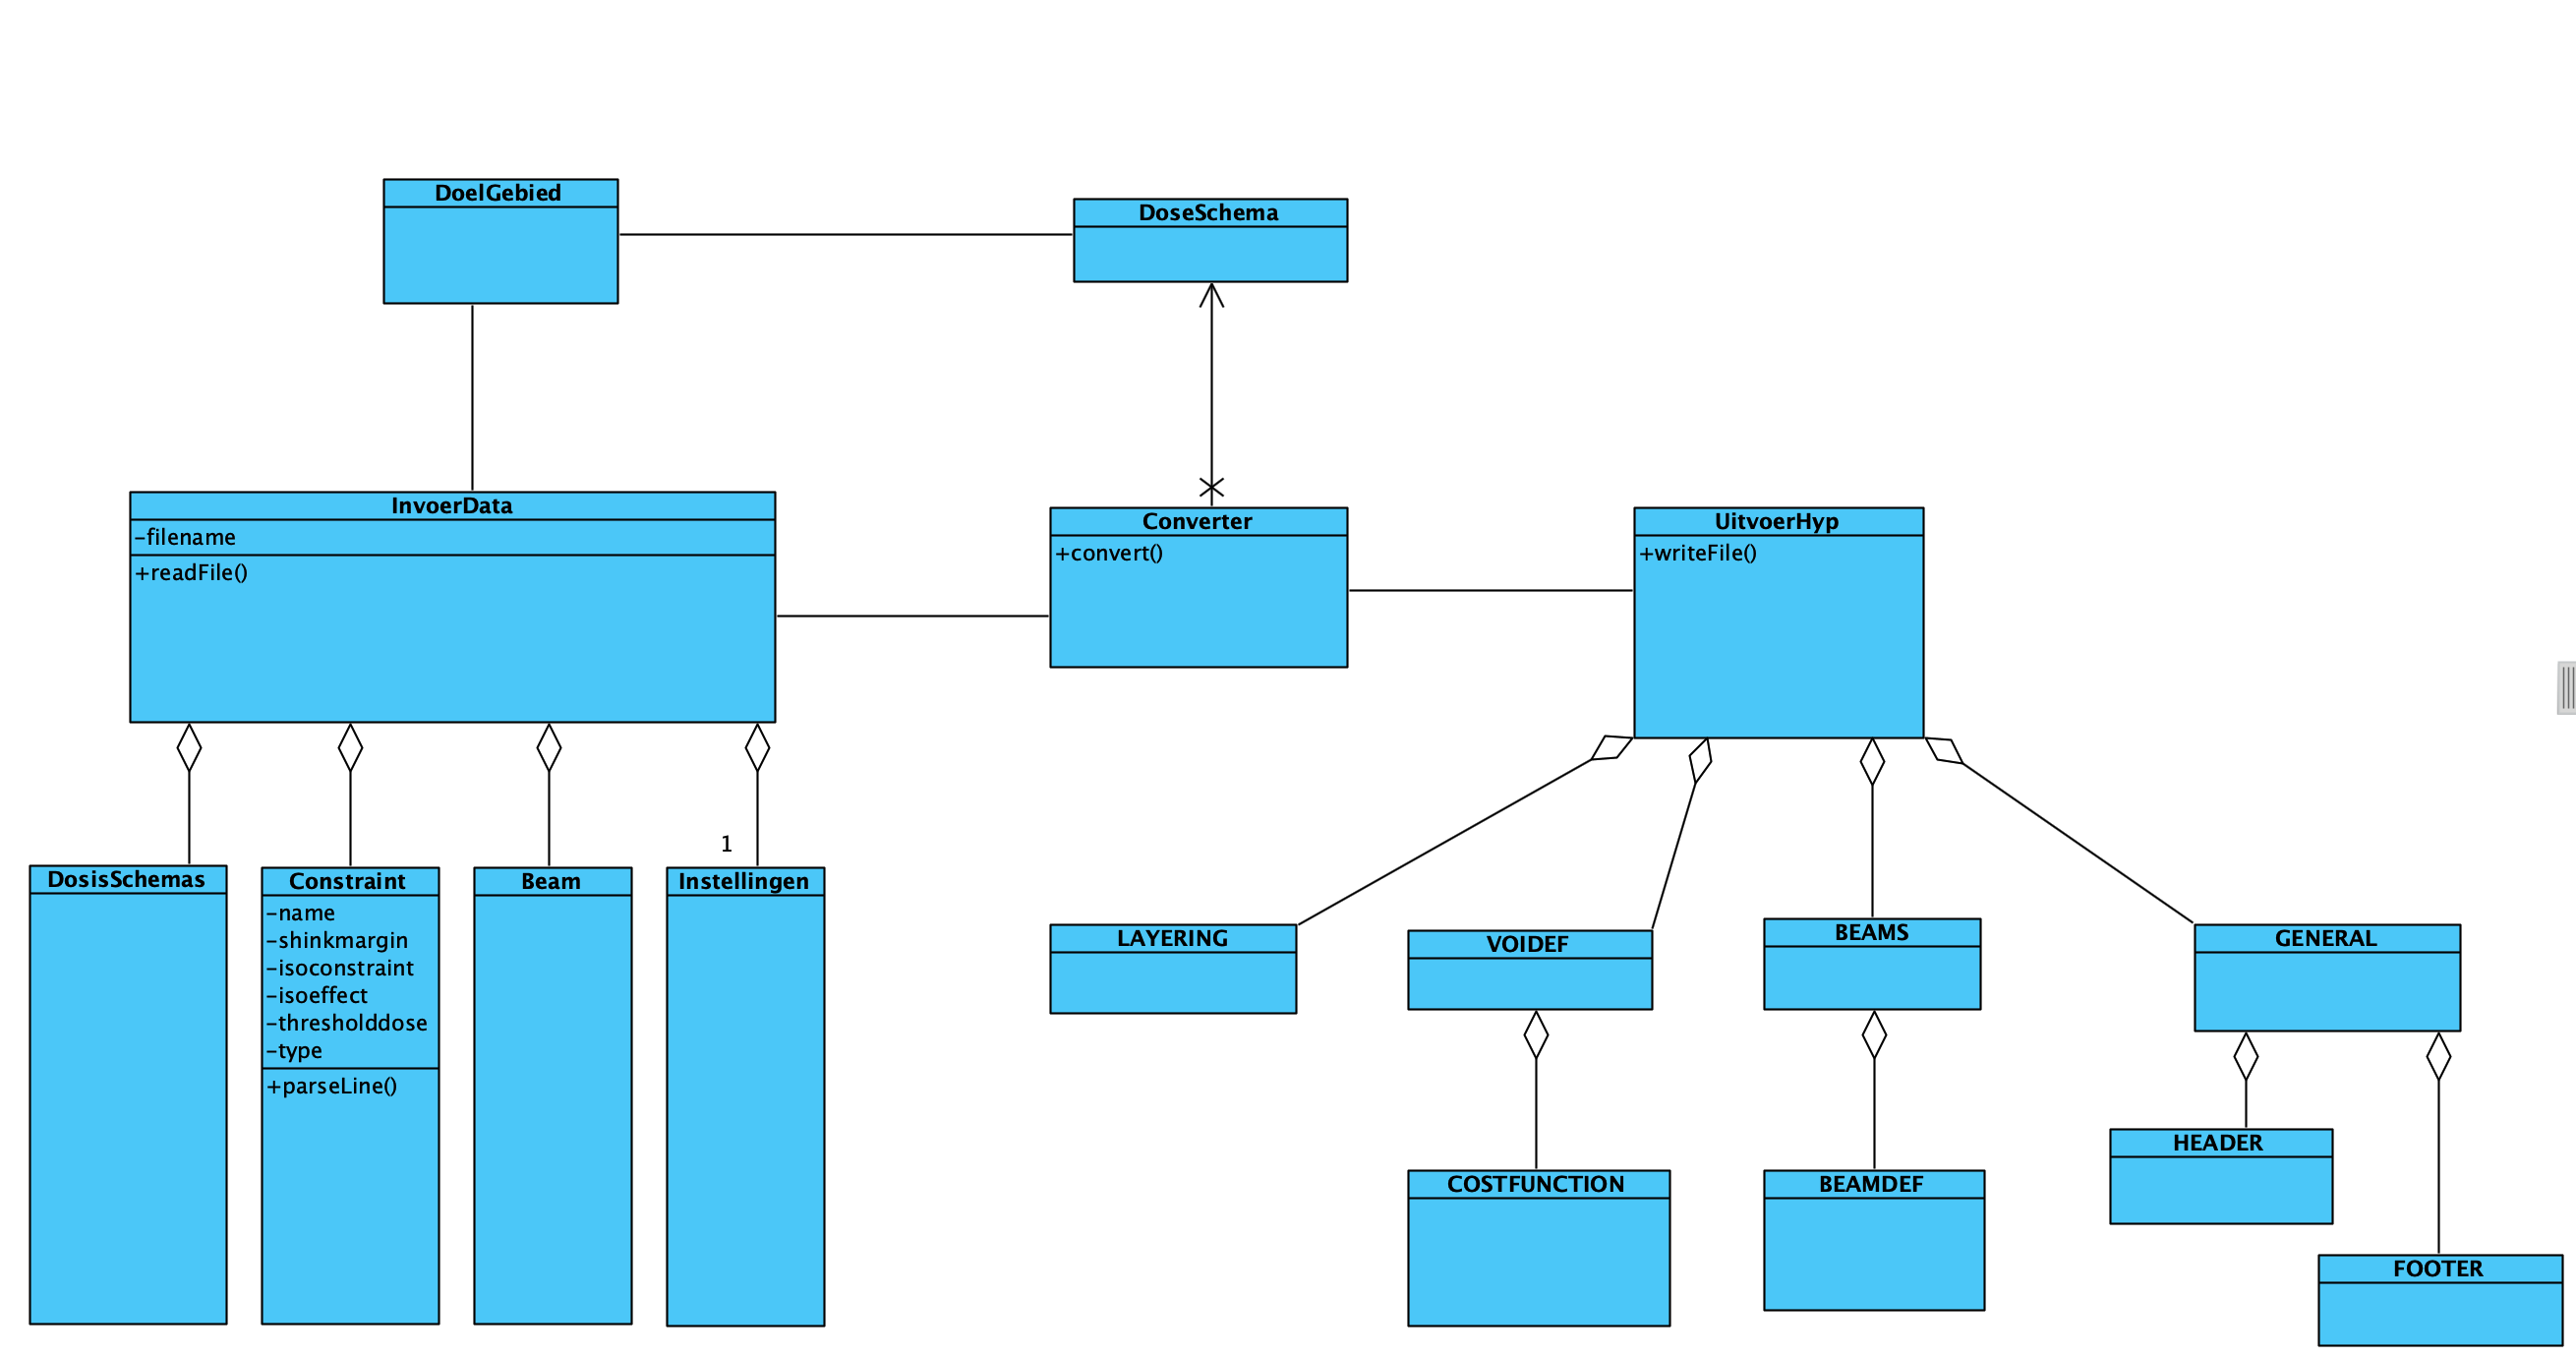 DoelGebied
DoseSchema
InvoerData
-filename
+readFile()
Converter
+convert()
UitvoerHyp
+writeFile()
1
DosisSchemas
Constraint
-name
-shinkmargin
-isoconstraint
-isoeffect
-thresholddose
-type
+parseLine()
Beam
Instellingen
LAYERING
VOIDEF
BEAMS
GENERAL
HEADER
COSTFUNCTION
BEAMDEF
FOOTER